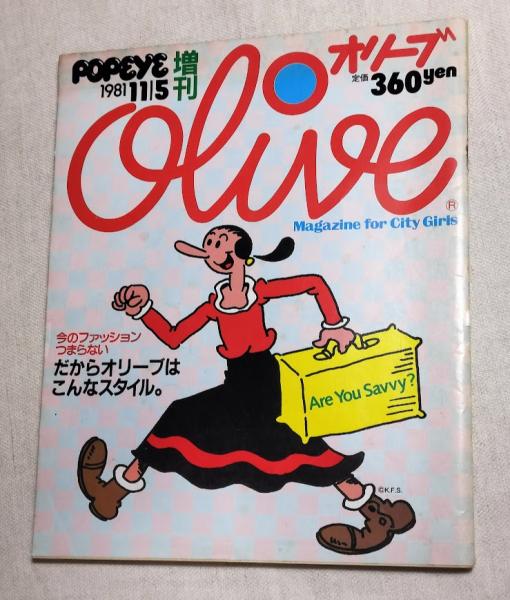 POPEYE 増刊
1981 11/5
オリーブ
定価 360yen
Olive ®
Magazine for City Girls
今のファッション
つまらない
だからオリーブは
こんなスタイル。
Are You Savvy?
©K.F.S.